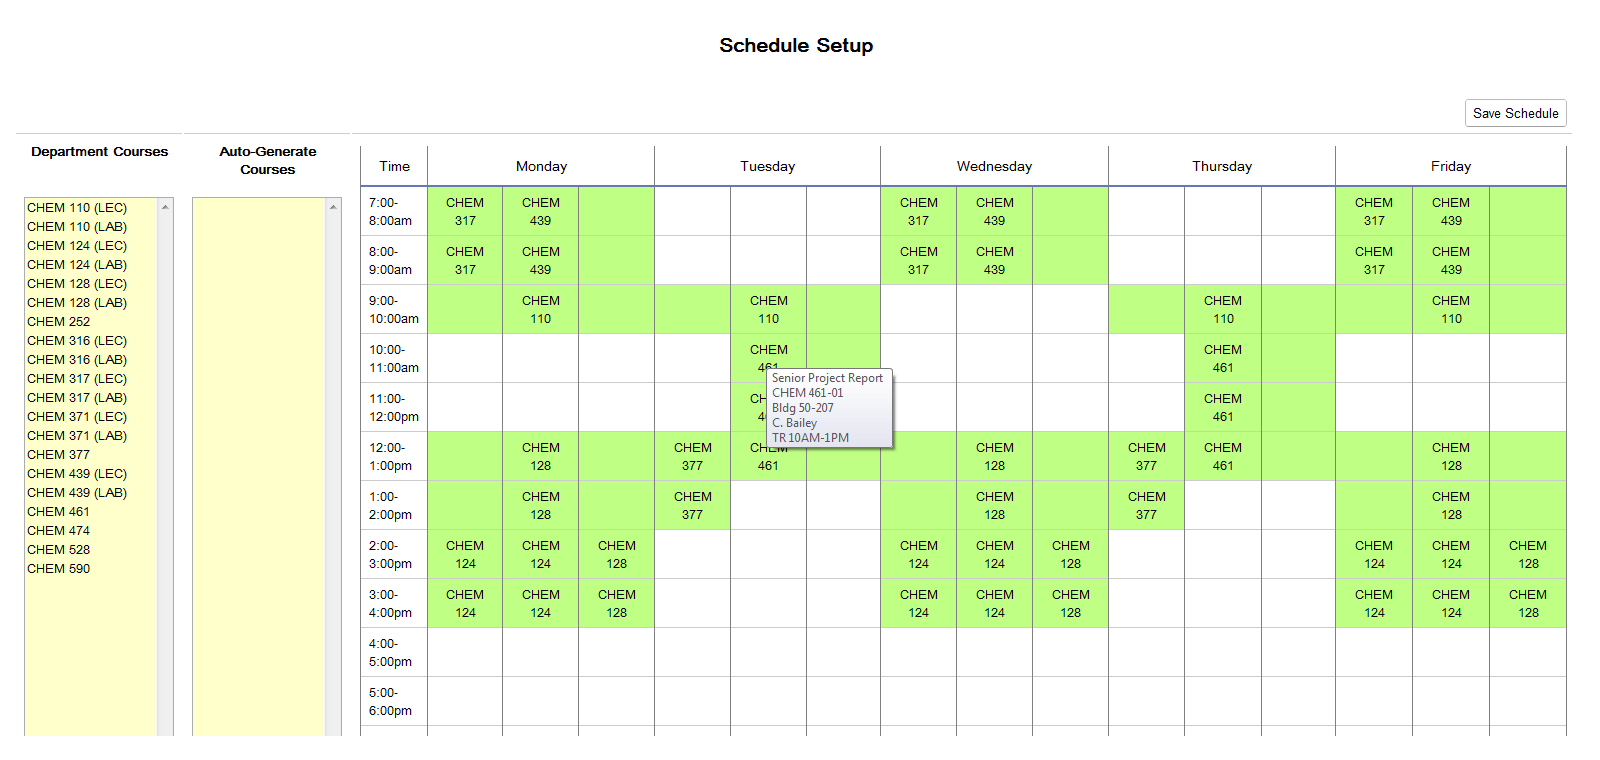 Schedule Setup
Save Schedule
Department Courses
Auto-Generate
Courses
CHEM 110 (LEC)
CHEM 110 (LAB)
CHEM 124 (LEC)
CHEM 124 (LAB)
CHEM 128 (LEC)
CHEM 128 (LAB)
CHEM 252
CHEM 316 (LEC)
CHEM 316 (LAB)
CHEM 317 (LEC)
CHEM 317 (LAB)
CHEM 371 (LEC)
CHEM 371 (LAB)
CHEM 377
CHEM 439 (LEC)
CHEM 439 (LAB)
CHEM 461
CHEM 474
CHEM 528
CHEM 590
Time Monday Tuesday Wednesday Thursday Friday
7:00- CHEM CHEM CHEM CHEM CHEM CHEM
8:00am 317 439 317 439 317 439
8:00- CHEM CHEM CHEM CHEM CHEM CHEM
9:00am 317 439 317 439 317 439
9:00- CHEM CHEM CHEM CHEM
10:00am 110 110 110 110
10:00- CHEM CHEM
11:00am 461 461
11:00- CHEM
12:00pm 461
Senior Project Report
CHEM 461-01
Bldg 50-207
C. Bailey
TR 10AM-1PM
12:00- CHEM CHEM CHEM CHEM CHEM CHEM CHEM
1:00pm 128 377 461 128 377 461 128
1:00- CHEM CHEM CHEM CHEM CHEM
2:00pm 128 377 128 377 128
2:00- CHEM CHEM CHEM CHEM CHEM CHEM CHEM CHEM CHEM
3:00pm 124 124 128 124 124 128 124 124 128
3:00- CHEM CHEM CHEM CHEM CHEM CHEM CHEM CHEM CHEM
4:00pm 124 124 128 124 124 128 124 124 128
4:00-
5:00pm
5:00-
6:00pm